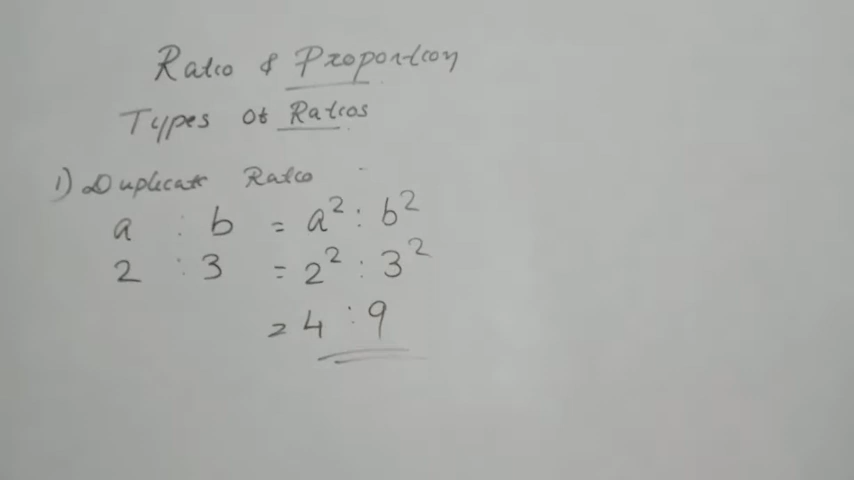 Ratio & Proportion
Types of Ratios
1) Duplicate Ratio
a : b = a² : b²
2 : 3 = 2² : 3²
= 4 : 9